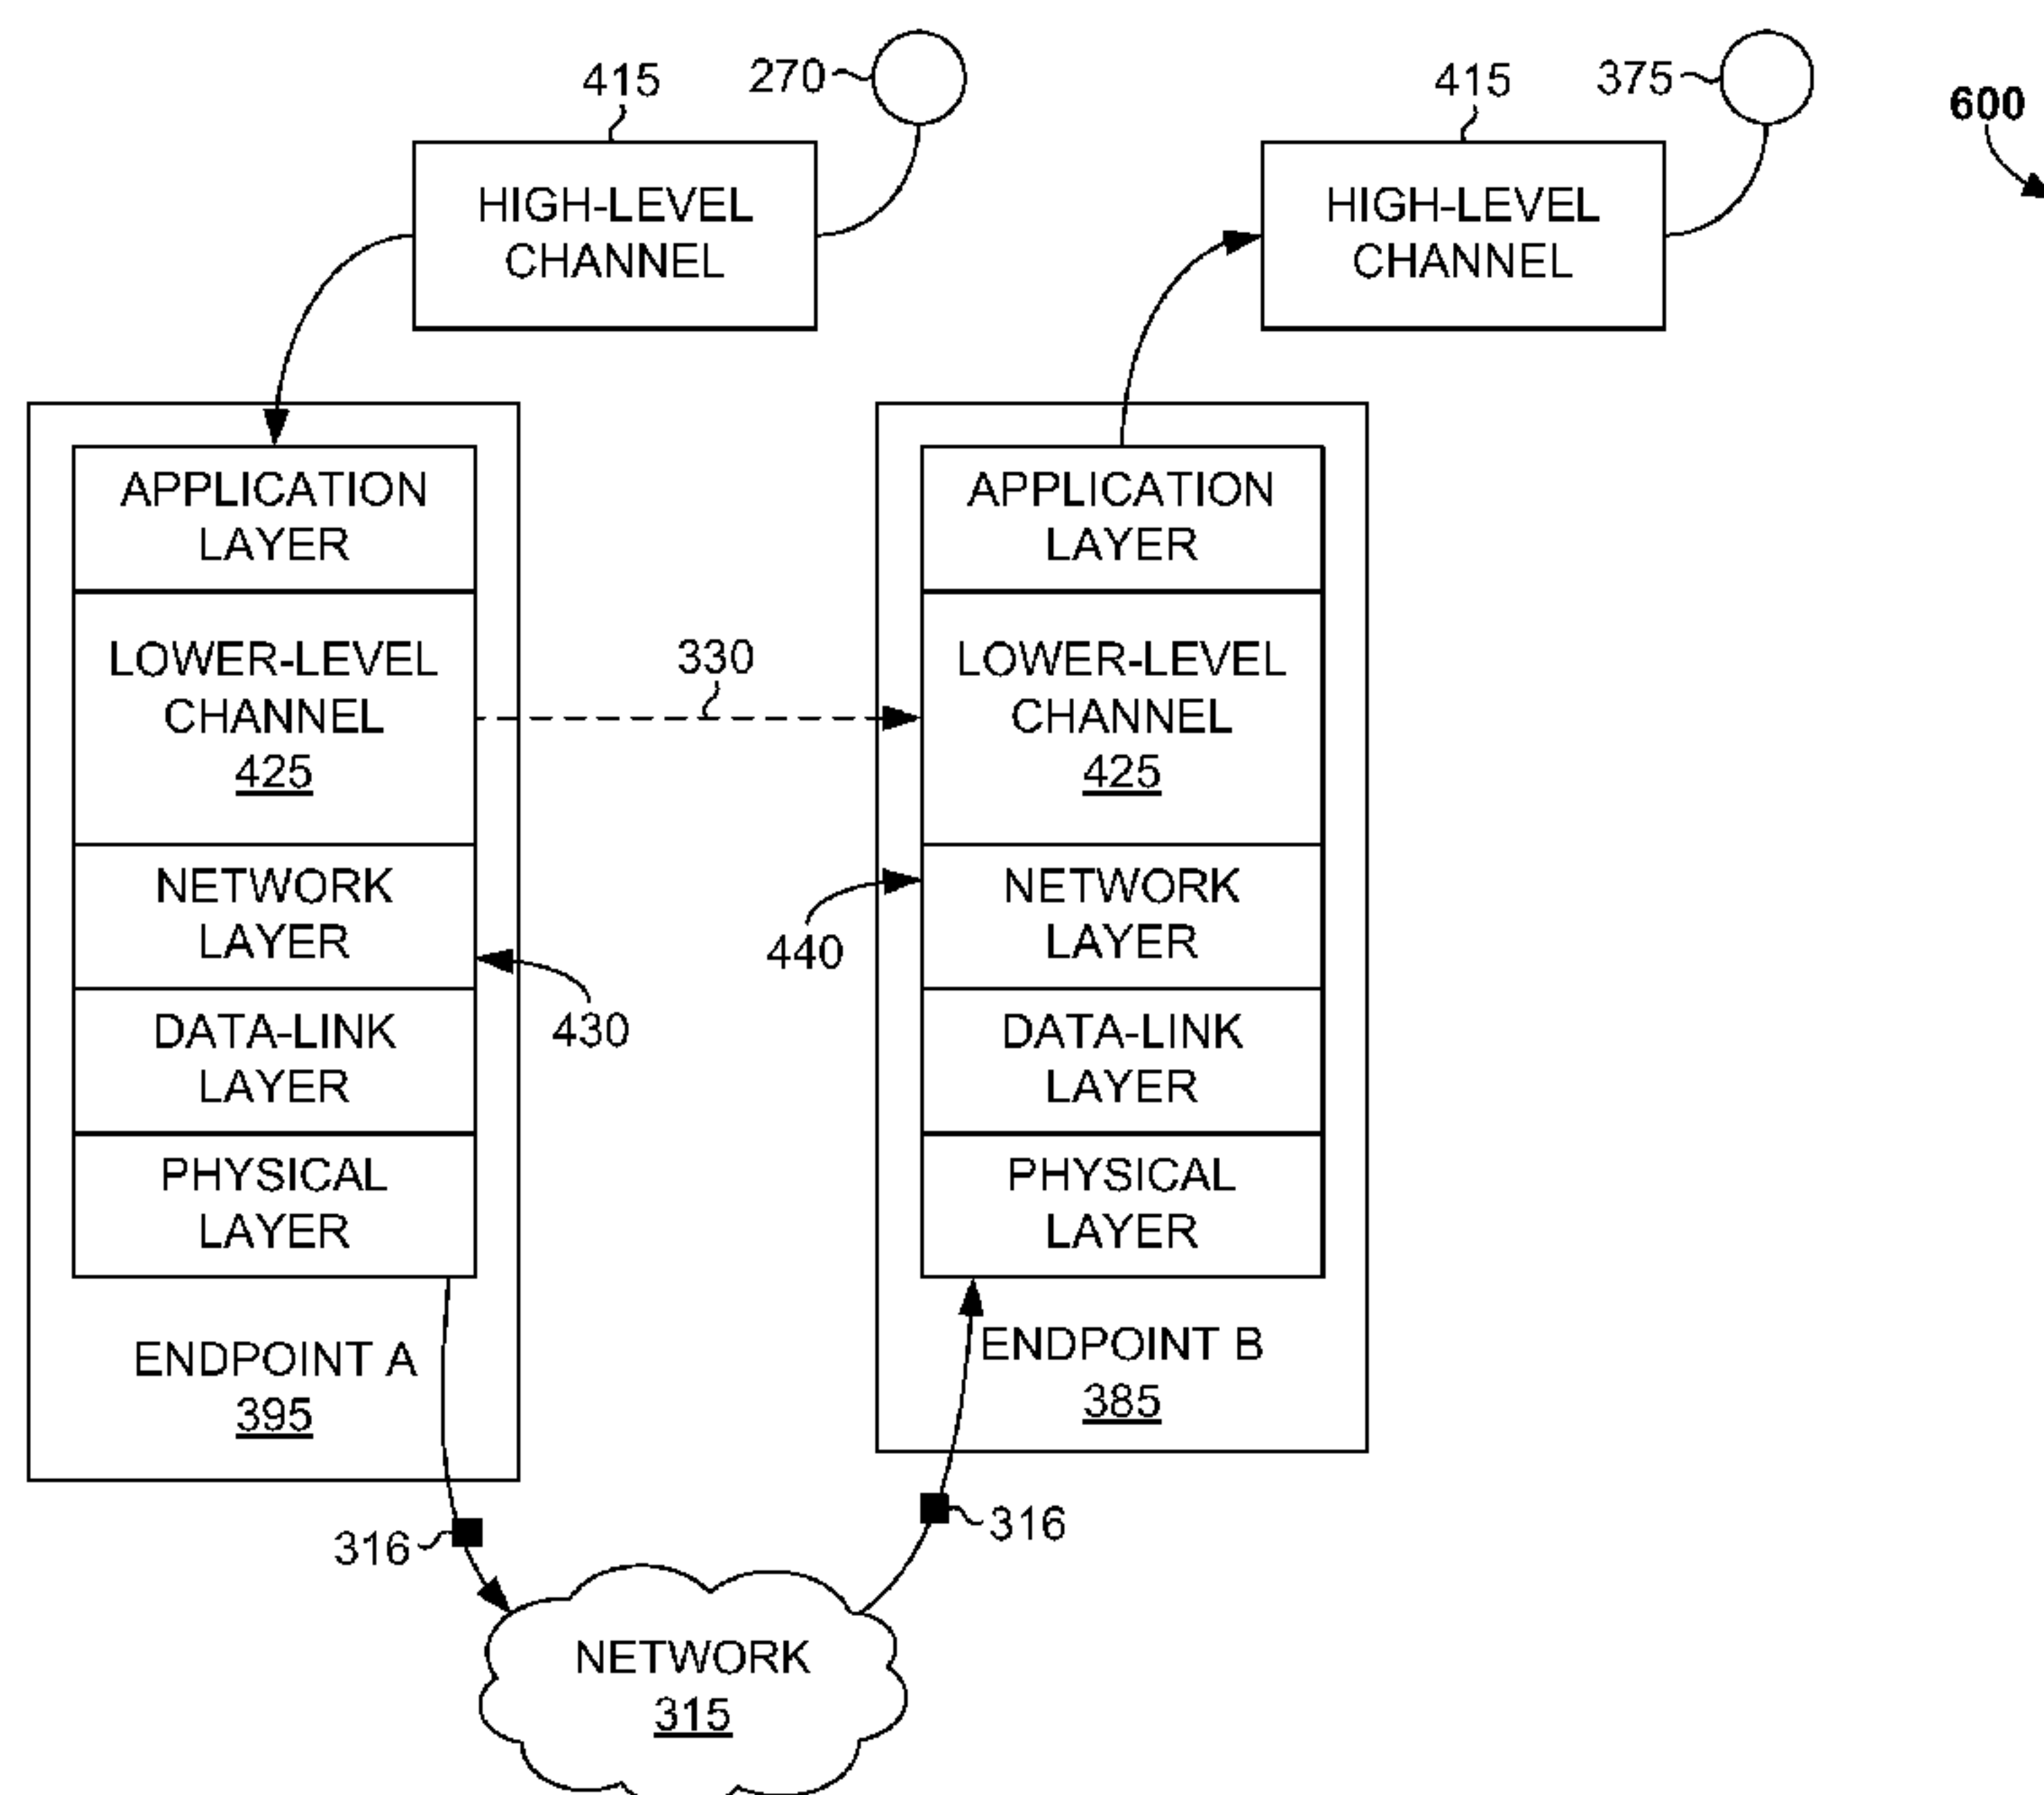 415
270
HIGH-LEVEL
CHANNEL
415
375
HIGH-LEVEL
CHANNEL
600
APPLICATION
LAYER
LOWER-LEVEL
CHANNEL
425
NETWORK
LAYER
DATA-LINK
LAYER
PHYSICAL
LAYER
ENDPOINT A
395
330
430
440
APPLICATION
LAYER
LOWER-LEVEL
CHANNEL
425
NETWORK
LAYER
DATA-LINK
LAYER
PHYSICAL
LAYER
ENDPOINT B
385
316
316
NETWORK
315